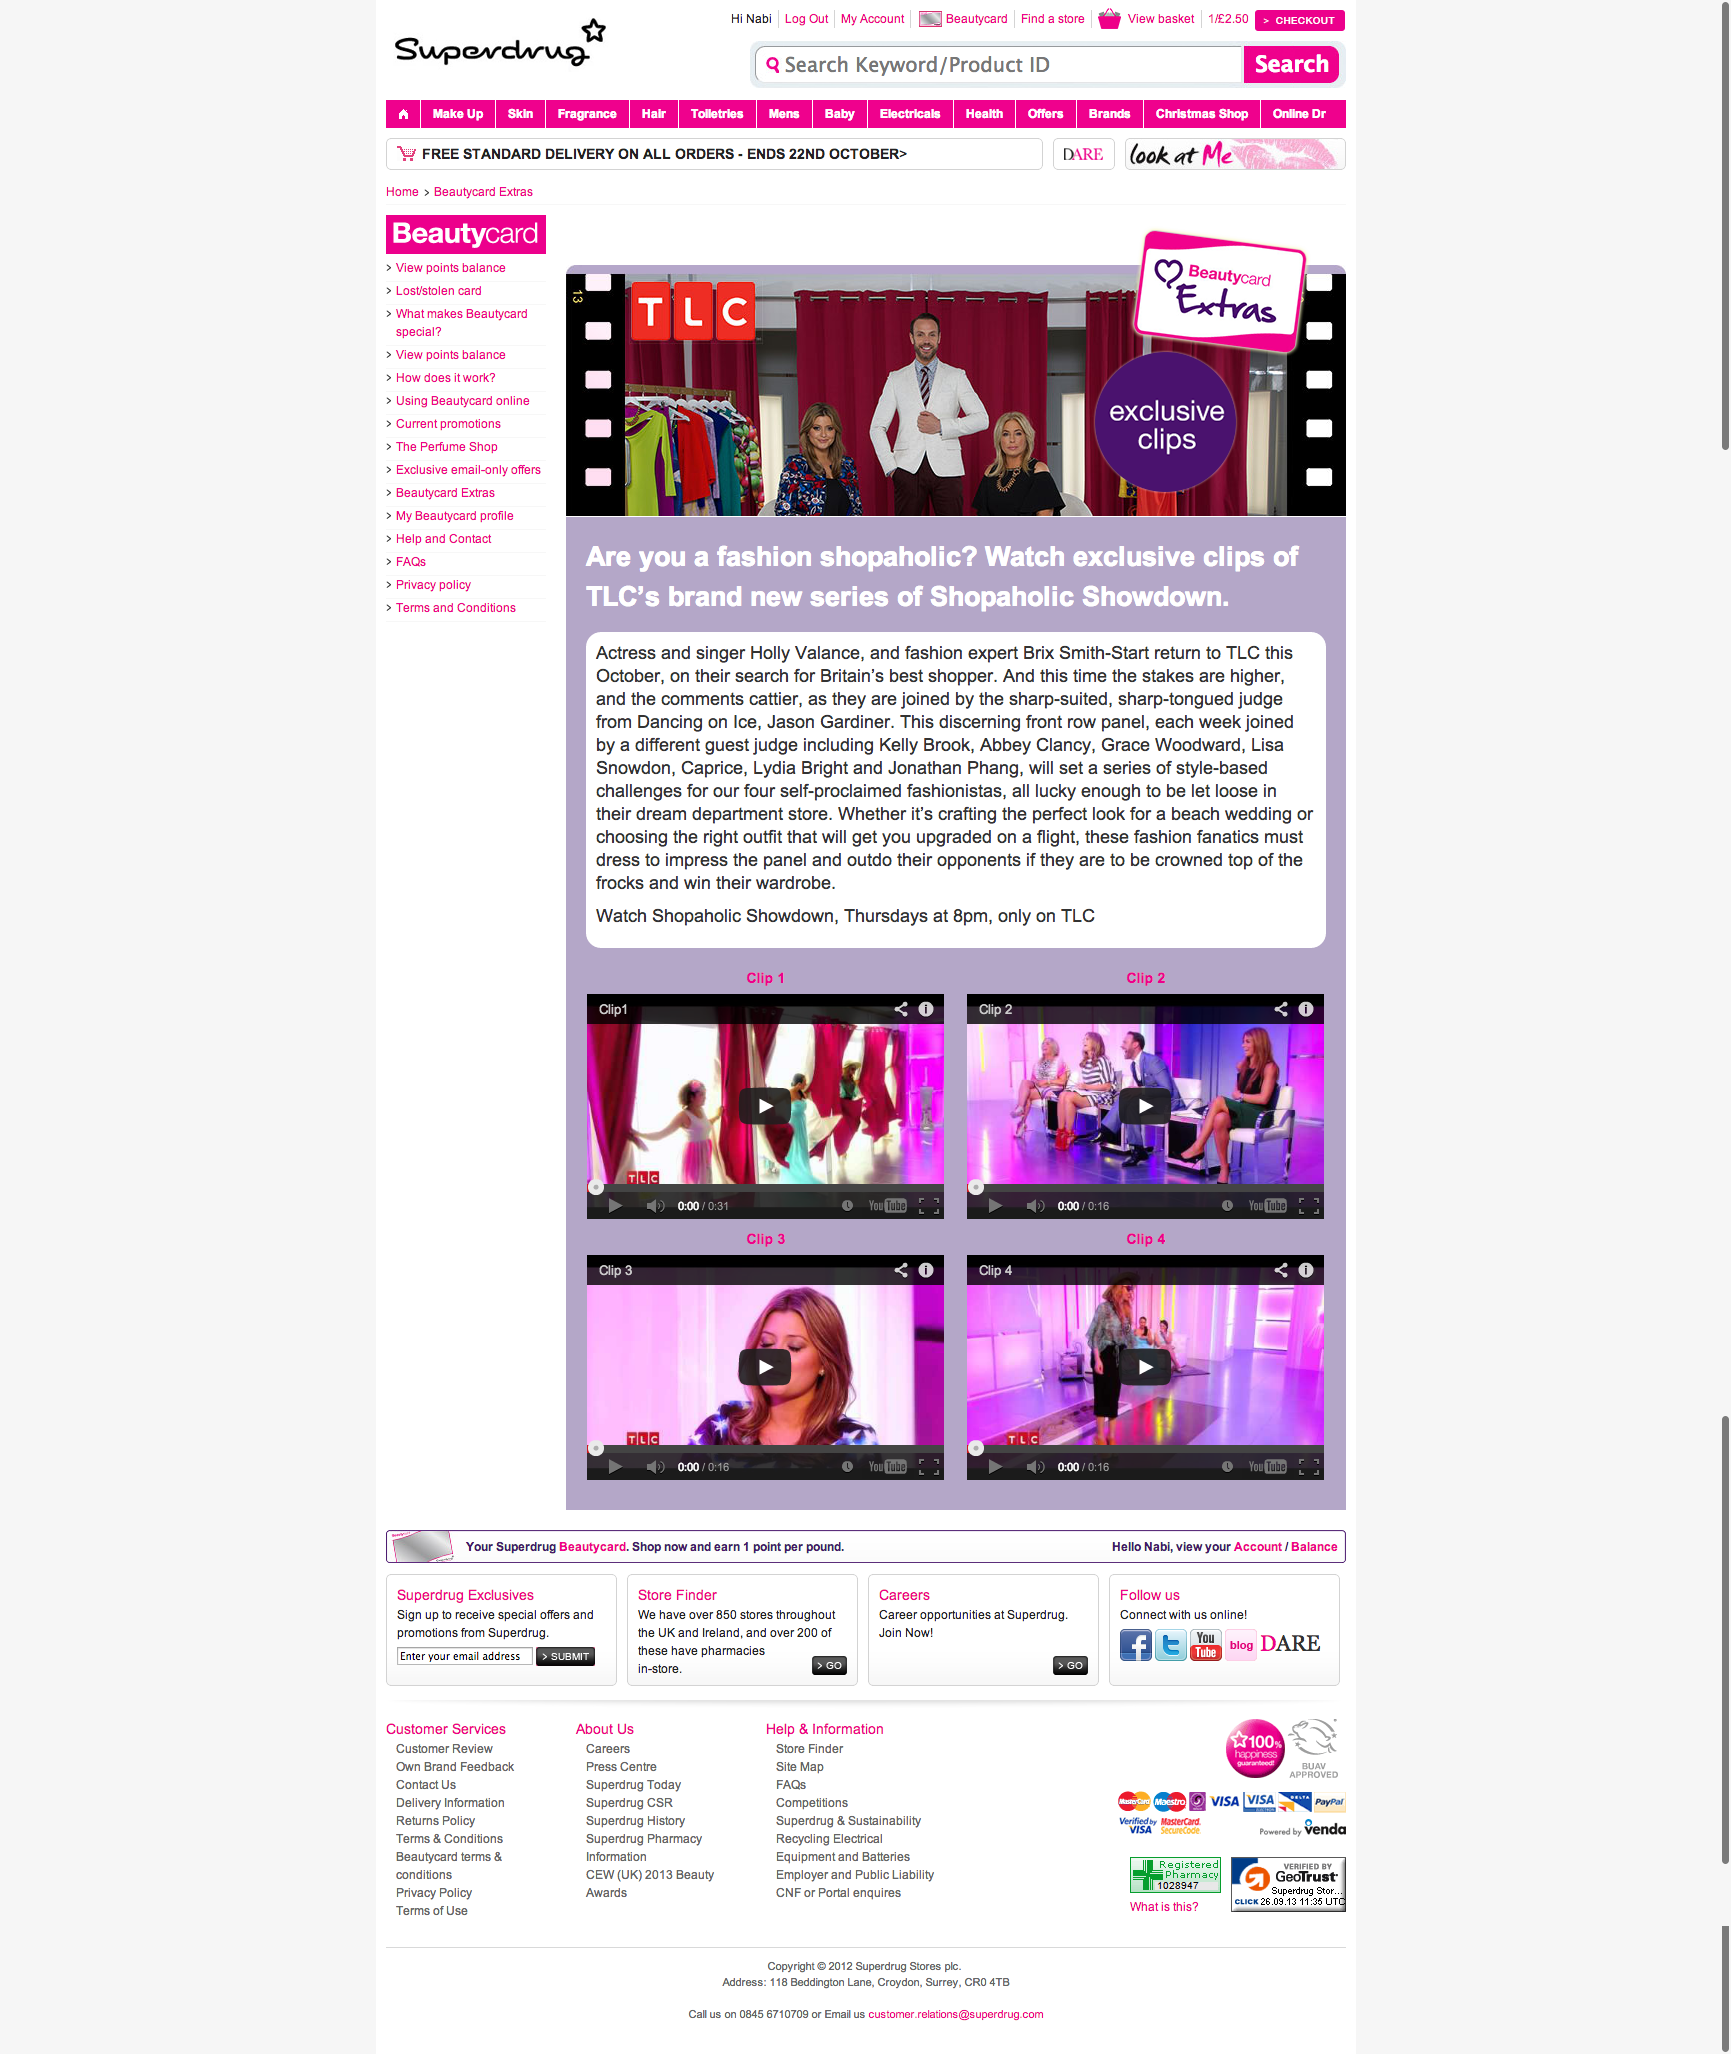 Superdrug
Hi Nabi
Log Out
My Account
Beautycard
Find a store
View basket
1/£2.50
> CHECKOUT
Search Keyword/Product ID
Search
Make Up
Skin
Fragrance
Hair
Toiletries
Mens
Baby
Electricals
Health
Offers
Brands
Christmas Shop
Online Dr
FREE STANDARD DELIVERY ON ALL ORDERS - ENDS 22ND OCTOBER>
DARE
look at Me
Home > Beautycard Extras
Beautycard
> View points balance
> Lost/stolen card
> What makes Beautycard
special?
> View points balance
> How does it work?
> Using Beautycard online
> Current promotions
> The Perfume Shop
> Exclusive email-only offers
> Beautycard Extras
> My Beautycard profile
> Help and Contact
> FAQs
> Privacy policy
> Terms and Conditions
13
TLC
Beautycard
Extras
exclusive
clips
Are you a fashion shopaholic? Watch exclusive clips of
TLC’s brand new series of Shopaholic Showdown.
Actress and singer Holly Valance, and fashion expert Brix Smith-Start return to TLC this
October, on their search for Britain’s best shopper. And this time the stakes are higher,
and the comments cattier, as they are joined by the sharp-suited, sharp-tongued judge
from Dancing on Ice, Jason Gardiner. This discerning front row panel, each week joined
by a different guest judge including Kelly Brook, Abbey Clancy, Grace Woodward, Lisa
Snowdon, Caprice, Lydia Bright and Jonathan Phang, will set a series of style-based
challenges for our four self-proclaimed fashionistas, all lucky enough to be let loose in
their dream department store. Whether it’s crafting the perfect look for a beach wedding or
choosing the right outfit that will get you upgraded on a flight, these fashion fanatics must
dress to impress the panel and outdo their opponents if they are to be crowned top of the
frocks and win their wardrobe.
Watch Shopaholic Showdown, Thursdays at 8pm, only on TLC
Clip 1
Clip1
TLC
0:00 / 0:31
YouTube
Clip 2
Clip 2
0:00 / 0:16
YouTube
Clip 3
Clip 3
TLC
0:00 / 0:16
YouTube
Clip 4
Clip 4
TLC
0:00 / 0:16
YouTube
Your Superdrug Beautycard. Shop now and earn 1 point per pound.
Hello Nabi, view your Account / Balance
Superdrug Exclusives
Sign up to receive special offers and
promotions from Superdrug.
Enter your email address
> SUBMIT
Store Finder
We have over 850 stores throughout
the UK and Ireland, and over 200 of
these have pharmacies
in-store.
> GO
Careers
Career opportunities at Superdrug.
Join Now!
> GO
Follow us
Connect with us online!
You Tube
blog
DARE
Customer Services
Customer Review
Own Brand Feedback
Contact Us
Delivery Information
Returns Policy
Terms & Conditions
Beautycard terms &
conditions
Privacy Policy
Terms of Use
About Us
Careers
Press Centre
Superdrug Today
Superdrug CSR
Superdrug History
Superdrug Pharmacy
Information
CEW (UK) 2013 Beauty
Awards
Help & Information
Store Finder
Site Map
FAQs
Competitions
Superdrug & Sustainability
Recycling Electrical
Equipment and Batteries
Employer and Public Liability
CNF or Portal enquires
100%
happiness
guaranteed!
BUAV
APPROVED
MasterCard
Maestro
VISA
VISA
ELECTRON
DELTA
PayPal
Verified by
VISA
MasterCard.
SecureCode
Powered by venda
Registered
Pharmacy
1028947
What is this?
VERIFIED BY
GeoTrust
Superdrug Stor...
CLICK 26.09.13 11:35 UTC
Copyright © 2012 Superdrug Stores plc.
Address: 118 Beddington Lane, Croydon, Surrey, CR0 4TB
Call us on 0845 6710709 or Email us customer.relations@superdrug.com